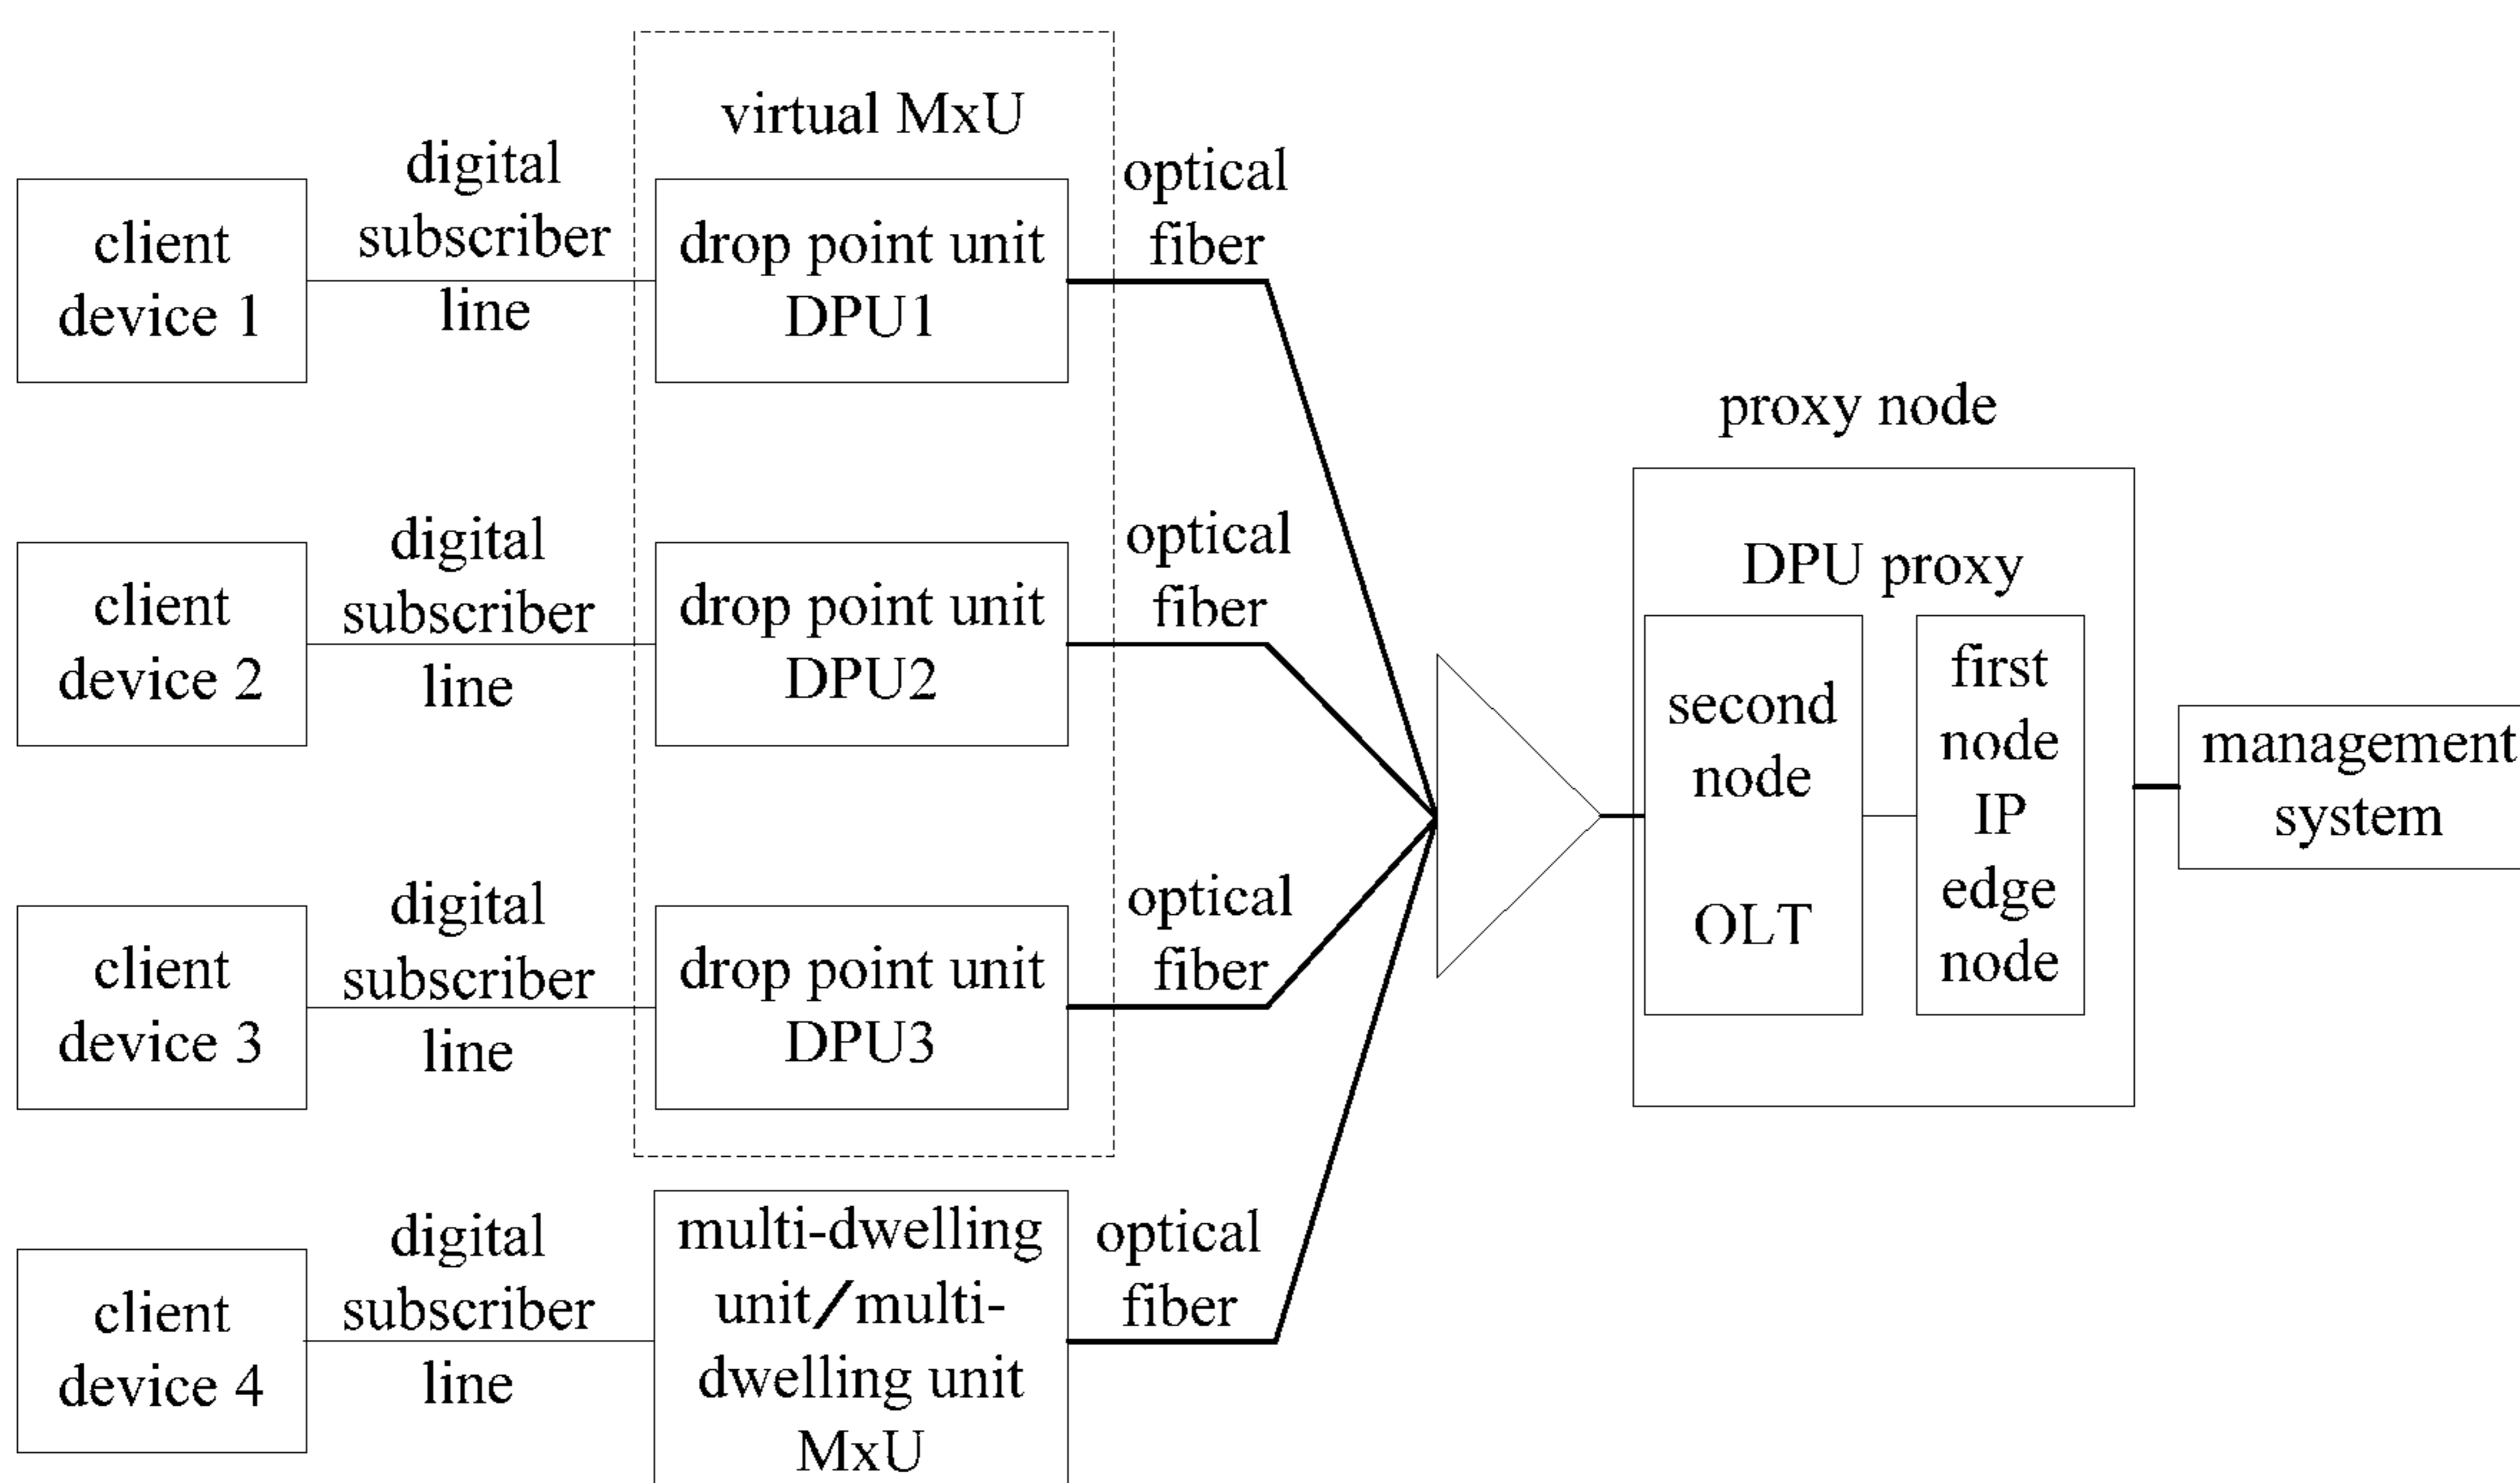 virtual MxU
client
device 1
digital
subscriber
line
drop point unit
DPU1
optical
fiber
client
device 2
digital
subscriber
line
drop point unit
DPU2
optical
fiber
client
device 3
digital
subscriber
line
drop point unit
DPU3
optical
fiber
client
device 4
digital
subscriber
line
multi-dwelling
unit/multi-
dwelling unit
MxU
optical
fiber
proxy node
DPU proxy
second
node
OLT
first
node
IP
edge
node
management
system